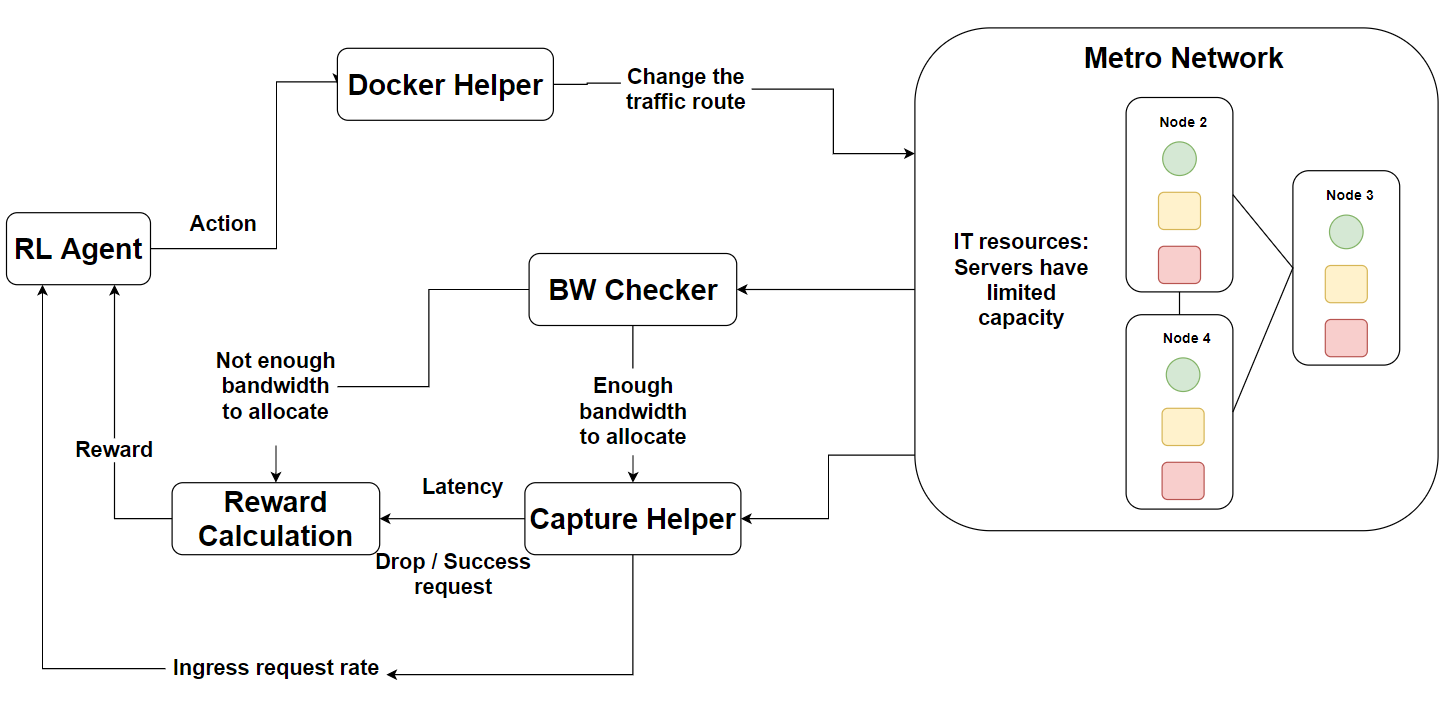 Metro Network
Docker Helper
Change the
traffic route
Node 2
Node 3
RL Agent
Action
IT resources:
Servers have
limited
capacity
BW Checker
Node 4
Not enough
bandwidth
to allocate
Enough
bandwidth
to allocate
Reward
Latency
Reward
Calculation
Capture Helper
Drop / Success
request
Ingress request rate